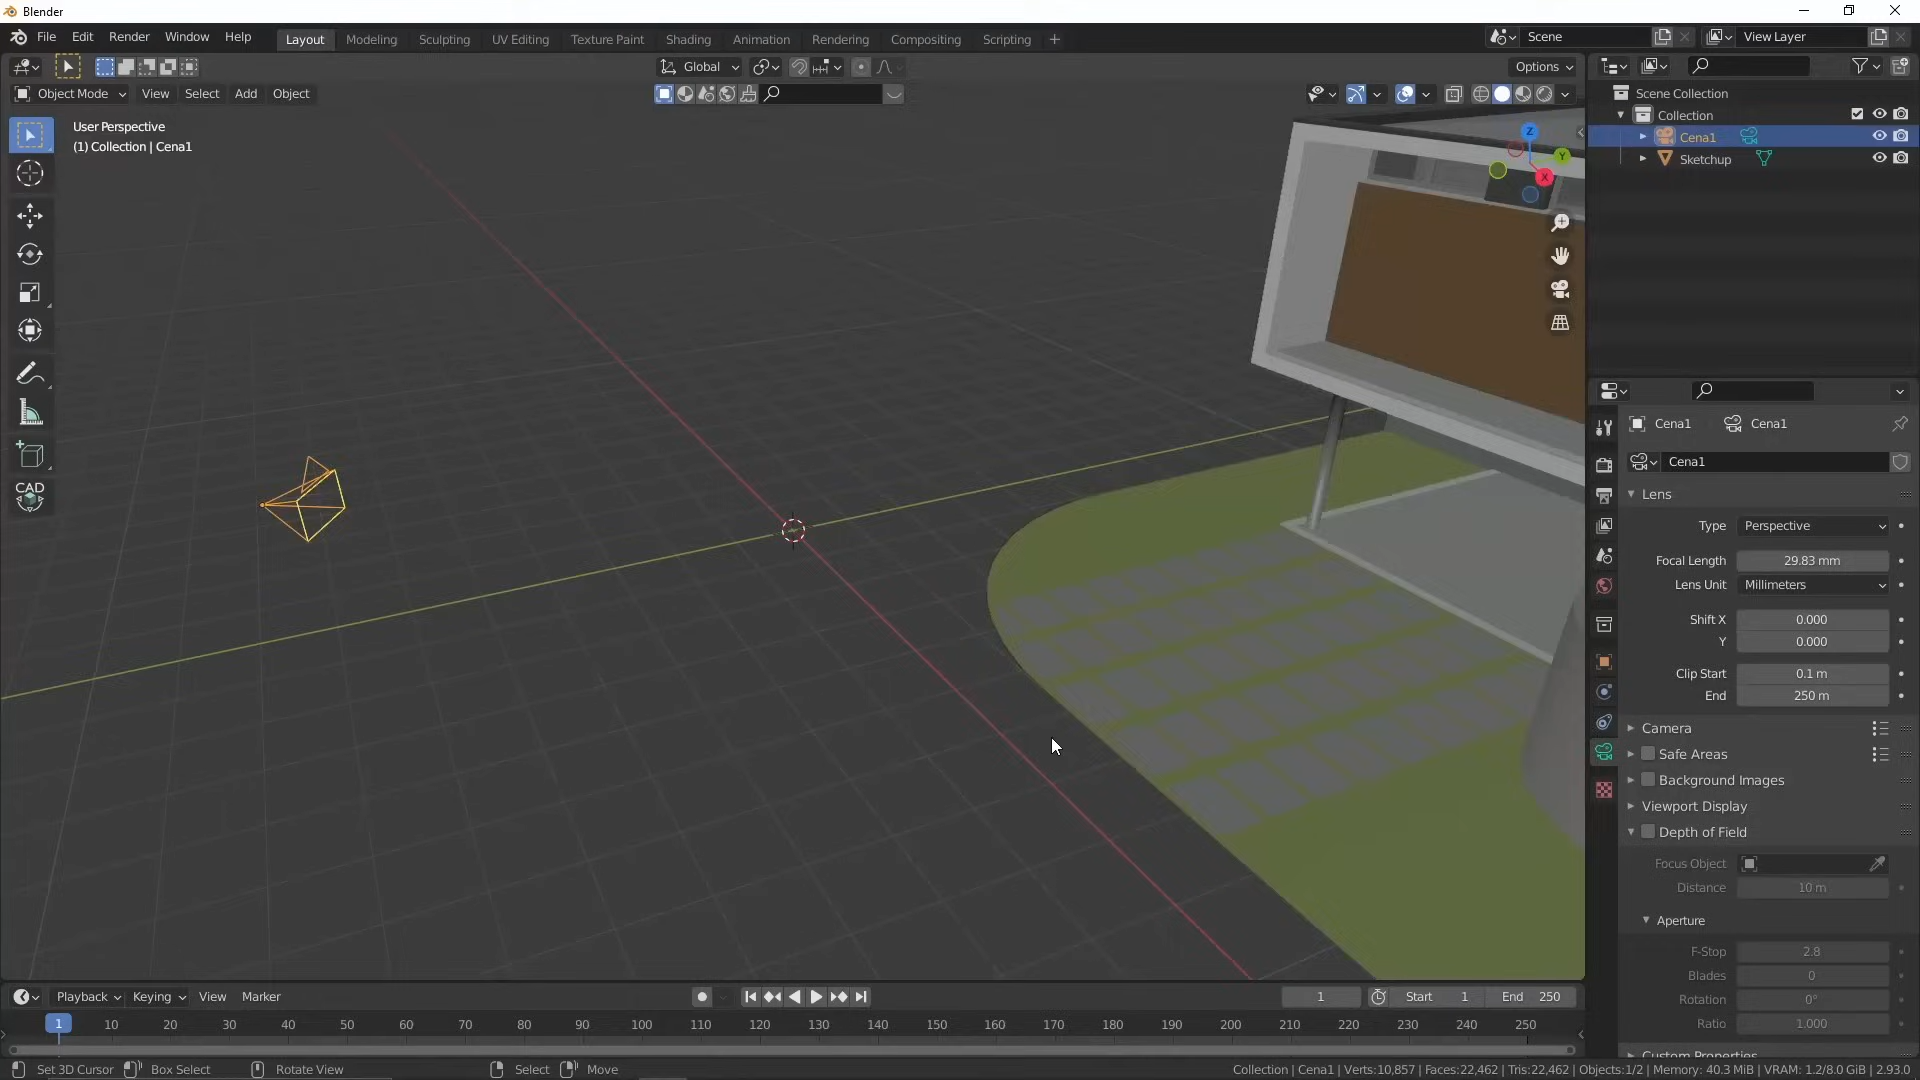 Blender
File Edit Render Window Help Layout Modeling Sculpting UV Editing Texture Paint Shading Animation Rendering Compositing Scripting + Scene View Layer
Global Options
Object Mode View Select Add Object
User Perspective
(1) Collection | Cena1
Z
Y
X
CAD
Scene Collection
Collection
Cena1
Sketchup
Cena1 Cena1
Cena1
Lens
Type Perspective
Focal Length 29.83 mm
Lens Unit Millimeters
Shift X 0.000
Y 0.000
Clip Start 0.1 m
End 250 m
Camera
Safe Areas
Background Images
Viewport Display
Depth of Field
Focus Object
Distance 10 m
Aperture
F-Stop 2.8
Blades 0
Rotation 0°
Ratio 1.000
Custom Properties
Playback Keying View Marker 1 Start 1 End 250
1 10 20 30 40 50 60 70 80 90 100 110 120 130 140 150 160 170 180 190 200 210 220 230 240 250
Set 3D Cursor Box Select Rotate View Select Move Collection | Cena1 | Verts:10,857 | Faces:22,462 | Tris:22,462 | Objects:1/2 | Memory: 40.3 MiB | VRAM: 1.2/8.0 GiB | 2.93.0